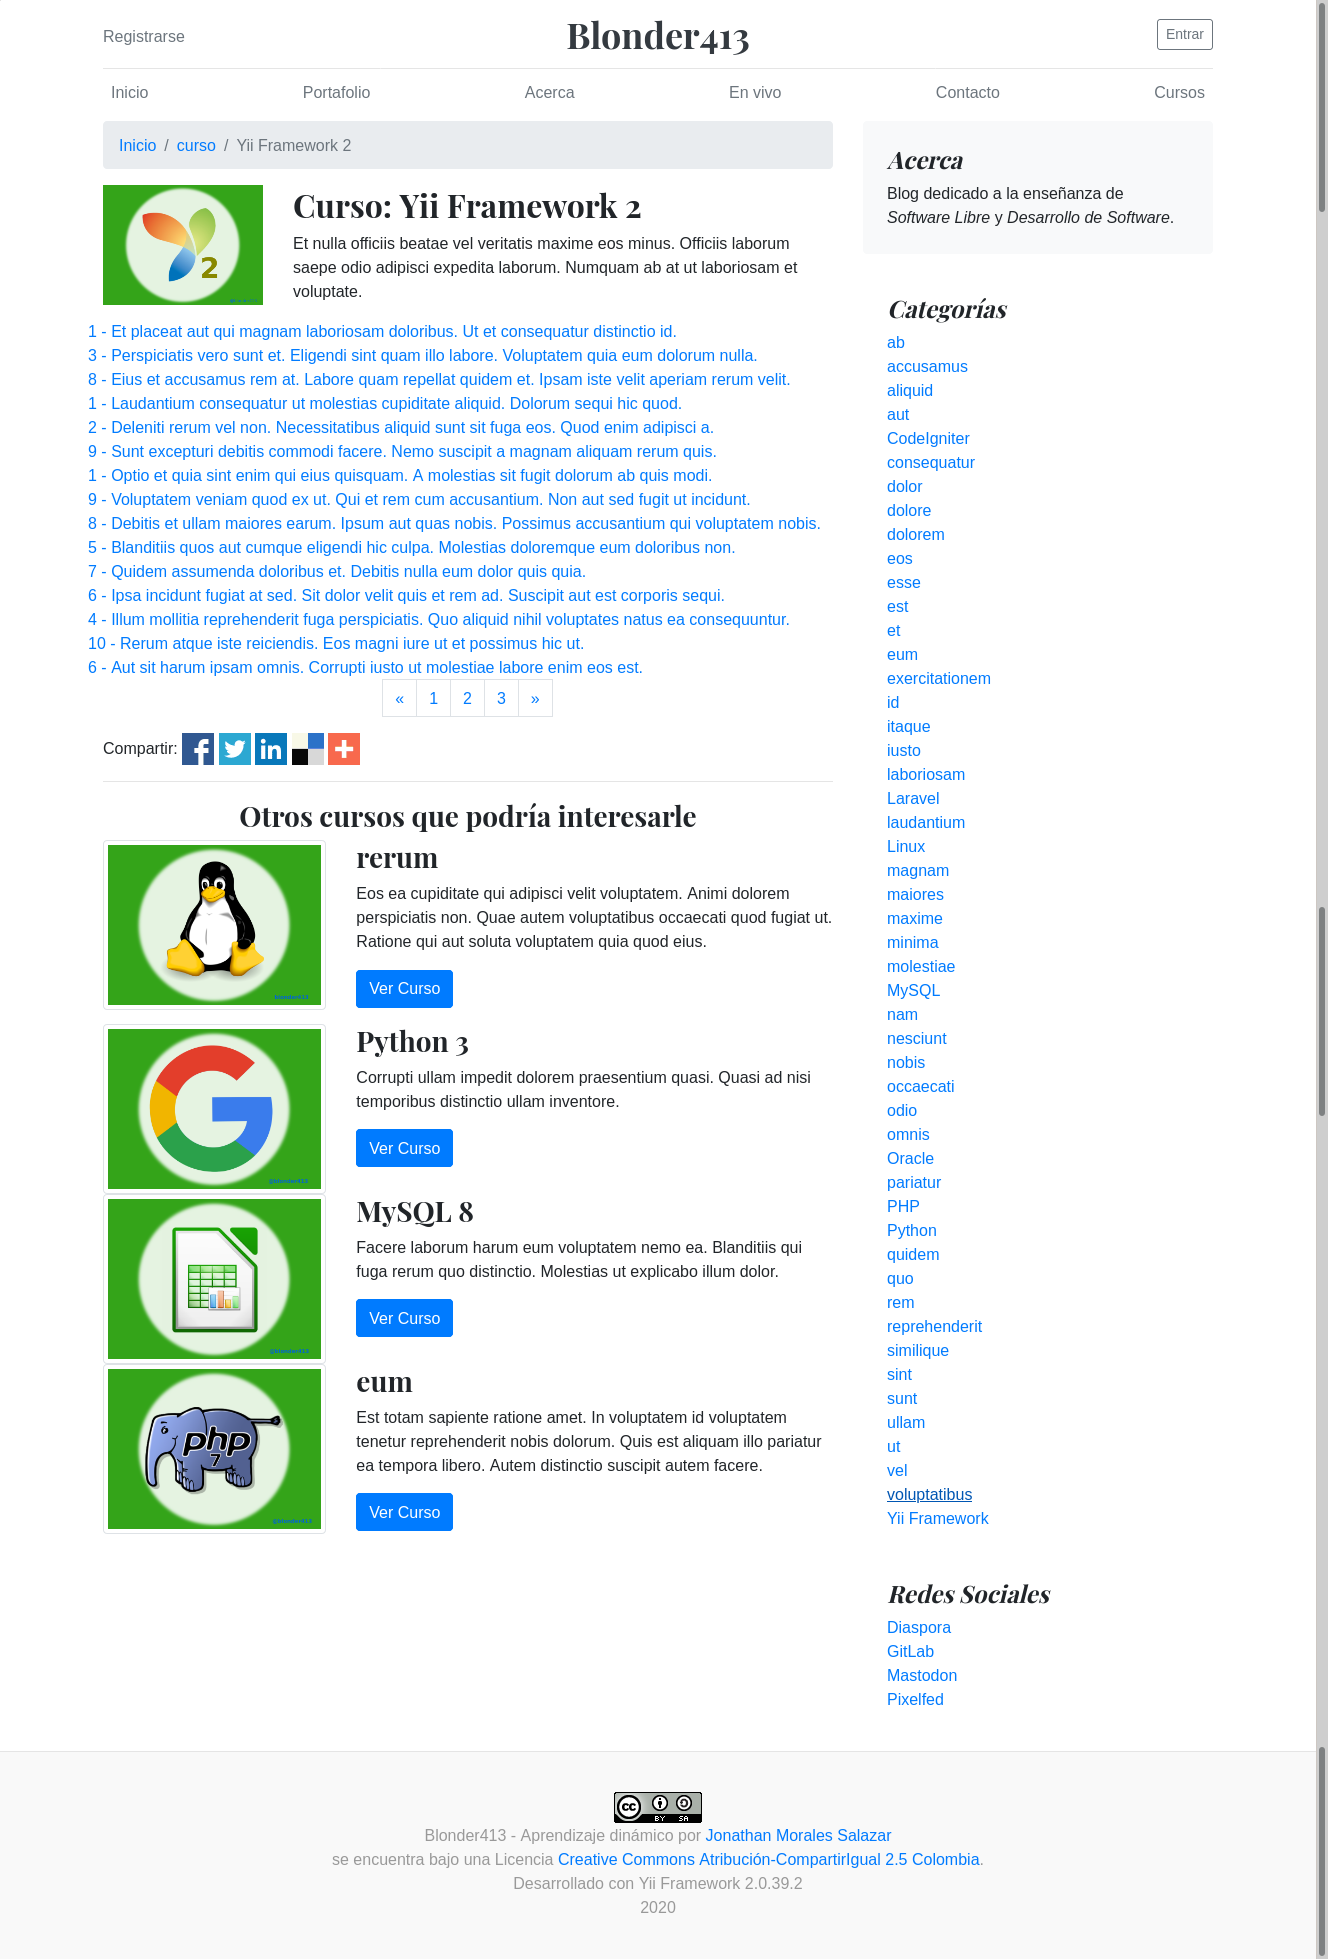 Registrarse
Blonder413
Entrar
Inicio
Portafolio
Acerca
En vivo
Contacto
Cursos
Inicio / curso / Yii Framework 2
2
Curso: Yii Framework 2
Et nulla officiis beatae vel veritatis maxime eos minus. Officiis laborum
saepe odio adipisci expedita laborum. Numquam ab at ut laboriosam et
voluptate.
1 - Et placeat aut qui magnam laboriosam doloribus. Ut et consequatur distinctio id.
3 - Perspiciatis vero sunt et. Eligendi sint quam illo labore. Voluptatem quia eum dolorum nulla.
8 - Eius et accusamus rem at. Labore quam repellat quidem et. Ipsam iste velit aperiam rerum velit.
1 - Laudantium consequatur ut molestias cupiditate aliquid. Dolorum sequi hic quod.
2 - Deleniti rerum vel non. Necessitatibus aliquid sunt sit fuga eos. Quod enim adipisci a.
9 - Sunt excepturi debitis commodi facere. Nemo suscipit a magnam aliquam rerum quis.
1 - Optio et quia sint enim qui eius quisquam. A molestias sit fugit dolorum ab quis modi.
9 - Voluptatem veniam quod ex ut. Qui et rem cum accusantium. Non aut sed fugit ut incidunt.
8 - Debitis et ullam maiores earum. Ipsum aut quas nobis. Possimus accusantium qui voluptatem nobis.
5 - Blanditiis quos aut cumque eligendi hic culpa. Molestias doloremque eum doloribus non.
7 - Quidem assumenda doloribus et. Debitis nulla eum dolor quis quia.
6 - Ipsa incidunt fugiat at sed. Sit dolor velit quis et rem ad. Suscipit aut est corporis sequi.
4 - Illum mollitia reprehenderit fuga perspiciatis. Quo aliquid nihil voluptates natus ea consequuntur.
10 - Rerum atque iste reiciendis. Eos magni iure ut et possimus hic ut.
6 - Aut sit harum ipsam omnis. Corrupti iusto ut molestiae labore enim eos est.
« 1 2 3 »
Compartir:
Otros cursos que podría interesarle
blonder413
rerum
Eos ea cupiditate qui adipisci velit voluptatem. Animi dolorem
perspiciatis non. Quae autem voluptatibus occaecati quod fugiat ut.
Ratione qui aut soluta voluptatem quia quod eius.
Ver Curso
@blonder413
Python 3
Corrupti ullam impedit dolorem praesentium quasi. Quasi ad nisi
temporibus distinctio ullam inventore.
Ver Curso
@blonder413
MySQL 8
Facere laborum harum eum voluptatem nemo ea. Blanditiis qui
fuga rerum quo distinctio. Molestias ut explicabo illum dolor.
Ver Curso
php
7
@blonder413
eum
Est totam sapiente ratione amet. In voluptatem id voluptatem
tenetur reprehenderit nobis dolorum. Quis est aliquam illo pariatur
ea tempora libero. Autem distinctio suscipit autem facere.
Ver Curso
Acerca
Blog dedicado a la enseñanza de
Software Libre y Desarrollo de Software.
Categorías
ab
accusamus
aliquid
aut
CodeIgniter
consequatur
dolor
dolore
dolorem
eos
esse
est
et
eum
exercitationem
id
itaque
iusto
laboriosam
Laravel
laudantium
Linux
magnam
maiores
maxime
minima
molestiae
MySQL
nam
nesciunt
nobis
occaecati
odio
omnis
Oracle
pariatur
PHP
Python
quidem
quo
rem
reprehenderit
similique
sint
sunt
ullam
ut
vel
voluptatibus
Yii Framework
Redes Sociales
Diaspora
GitLab
Mastodon
Pixelfed
cc BY SA
Blonder413 - Aprendizaje dinámico por Jonathan Morales Salazar
se encuentra bajo una Licencia Creative Commons Atribución-CompartirIgual 2.5 Colombia.
Desarrollado con Yii Framework 2.0.39.2
2020